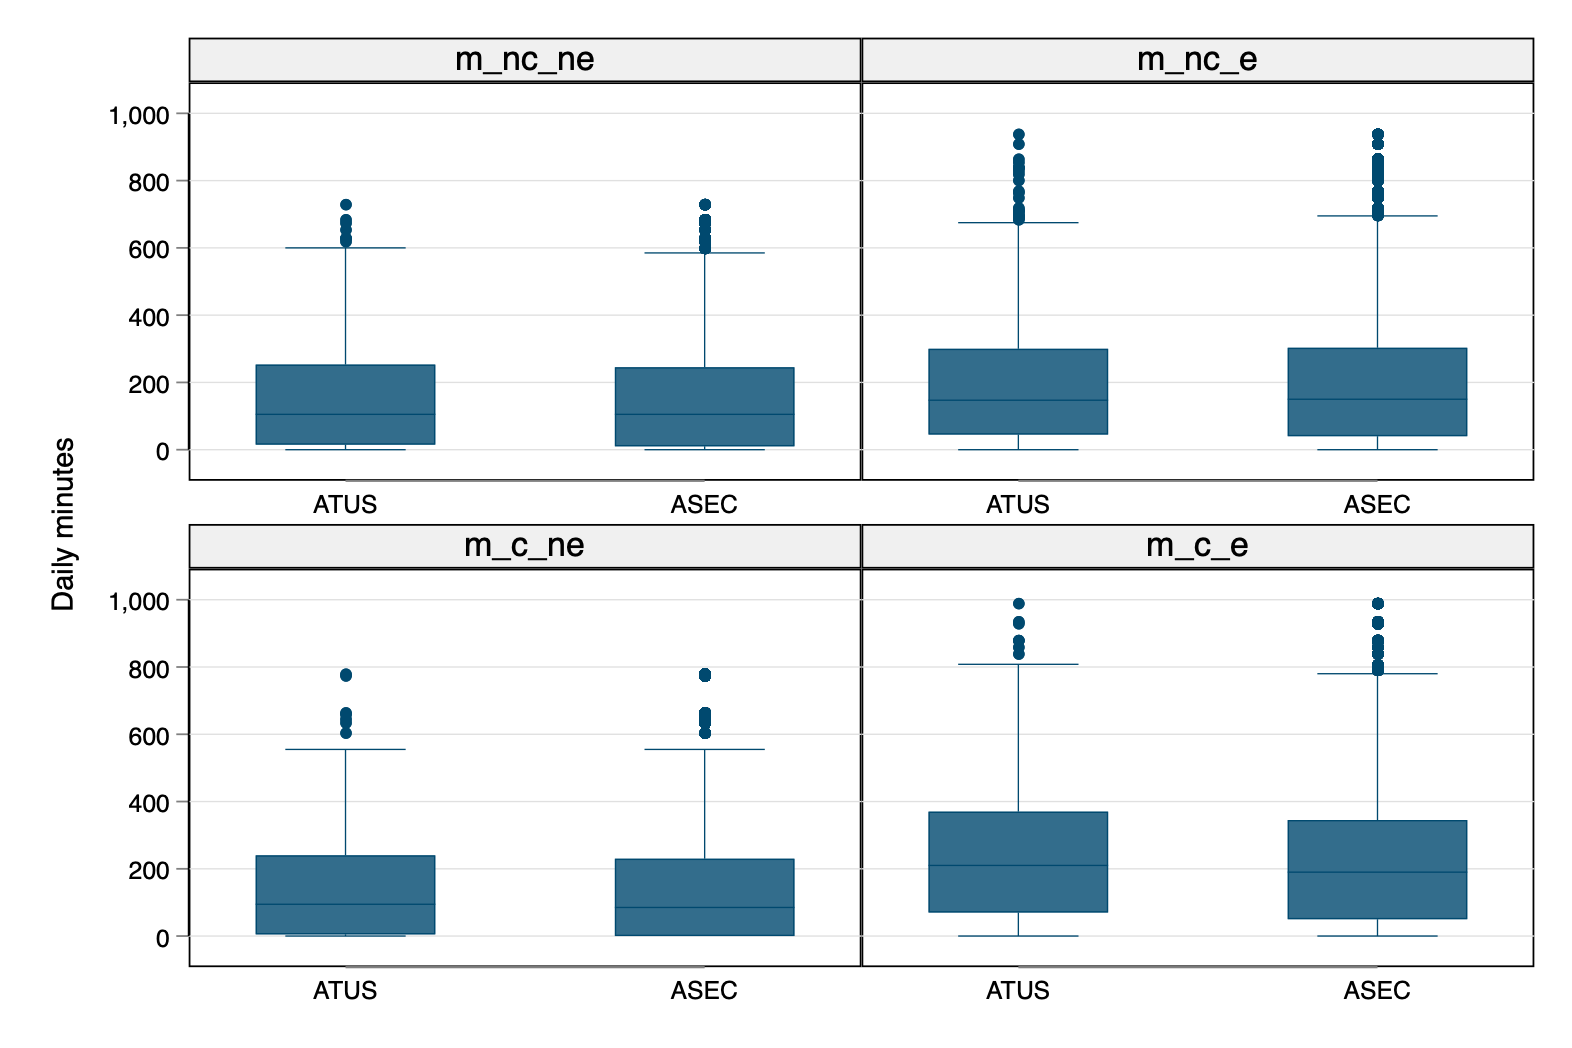 m_nc_ne
m_nc_e
1,000
800
600
400
200
0
ATUS
ASEC
ATUS
ASEC
Daily minutes
m_c_ne
m_c_e
1,000
800
600
400
200
0
ATUS
ASEC
ATUS
ASEC